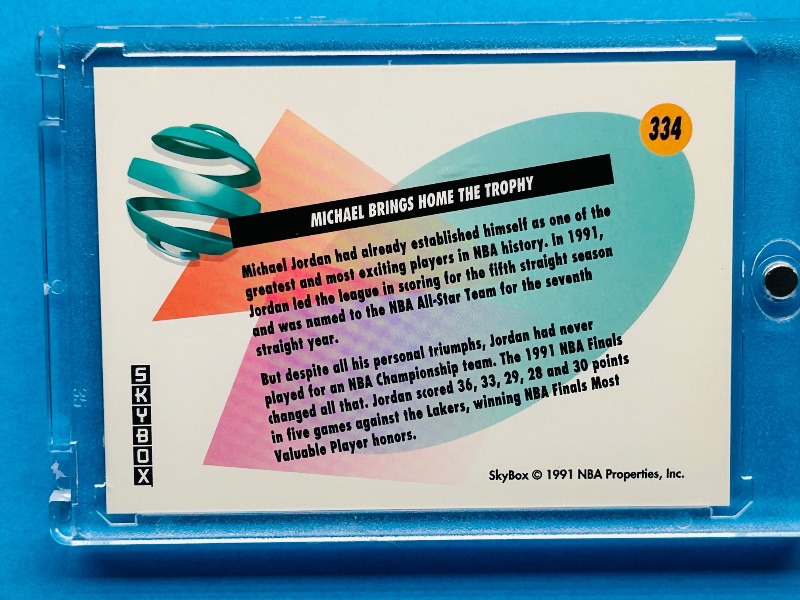 334
MICHAEL BRINGS HOME THE TROPHY
Michael Jordan had already established himself as one of the
greatest and most exciting players in NBA history. In 1991,
Jordan led the league in scoring for the fifth straight season
and was named to the NBA All-Star Team for the seventh
straight year.
But despite all his personal triumphs, Jordan had never
played for an NBA Championship team. The 1991 NBA Finals
changed all that. Jordan scored 36, 33, 29, 28 and 30 points
in five games against the Lakers, winning NBA Finals Most
Valuable Player honors.
SKYBOX
SkyBox © 1991 NBA Properties, Inc.